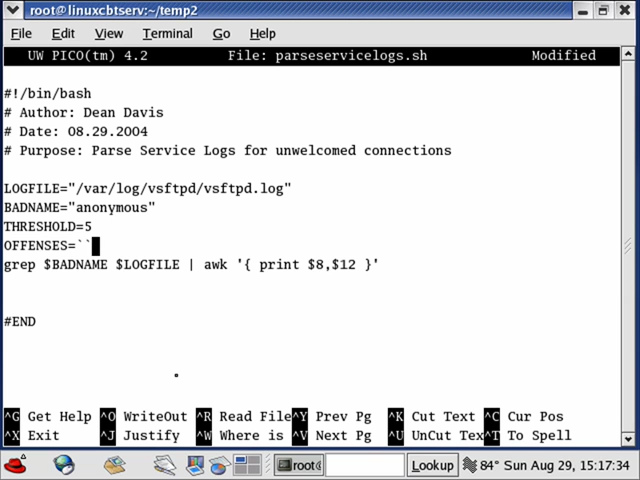 root@linuxcbtserv:~/temp2
File Edit View Terminal Go Help
UW PICO(tm) 4.2 File: parseservicelogs.sh Modified
#!/bin/bash
# Author: Dean Davis
# Date: 08.29.2004
# Purpose: Parse Service Logs for unwelcomed connections
LOGFILE="/var/log/vsftpd/vsftpd.log"
BADNAME="anonymous"
THRESHOLD=5
OFFENSES=``
grep $BADNAME $LOGFILE | awk '{ print $8,$12 }'
#END
^G Get Help ^O WriteOut ^R Read File^Y Prev Pg ^K Cut Text ^C Cur Pos
^X Exit ^J Justify ^W Where is ^V Next Pg ^U UnCut Tex^T To Spell
root@ Lookup 84° Sun Aug 29, 15:17:34